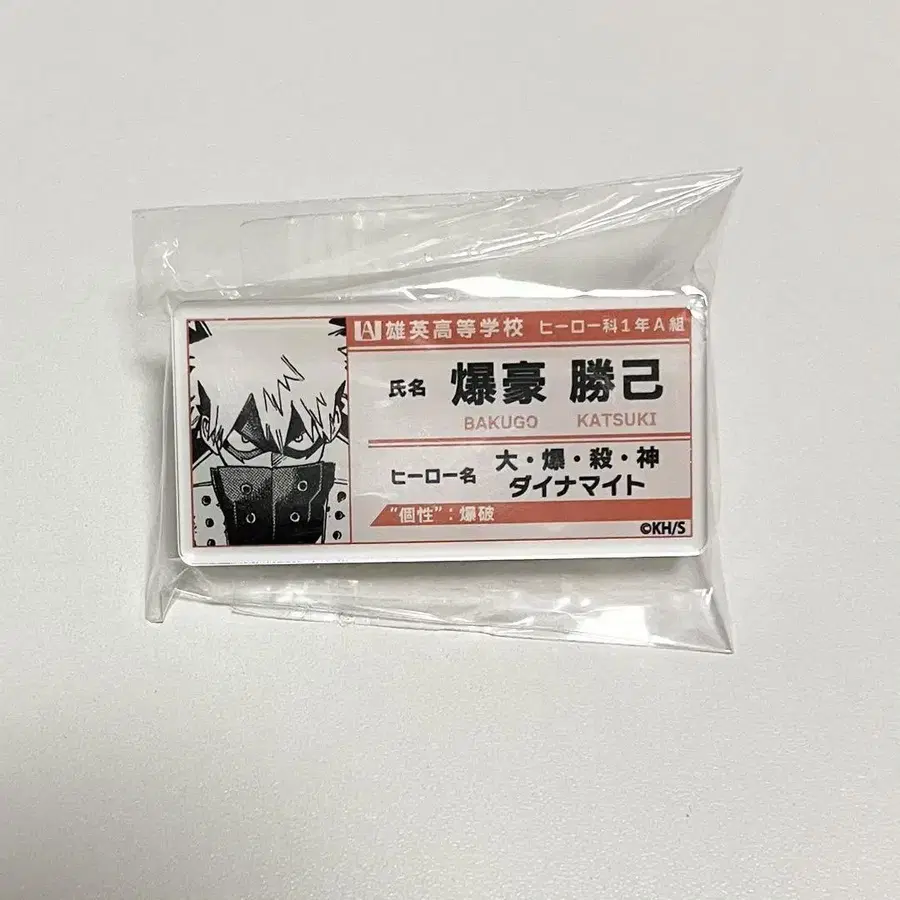 UA 雄英高等学校 ヒーロー科1年A組
氏名 爆豪 勝己
BAKUGO KATSUKI
ヒーロー名 大・爆・殺・神
ダイナマイト
"個性":爆破
©KH/S